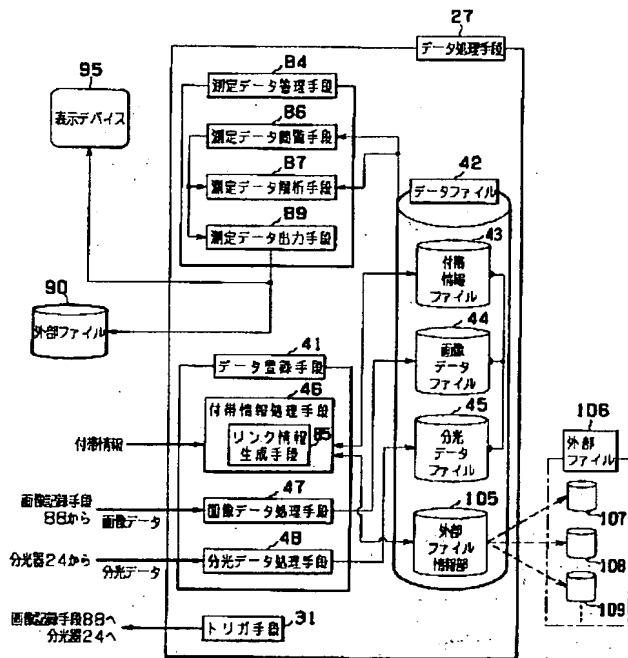 27
データ処理手段
95
表示デバイス
84
測定データ管理手段
86
測定データ閲覧手段
87
測定データ解析手段
89
測定データ出力手段
42
データファイル
43
付帯
情報
ファイル
90
外部ファイル
44
画像
データ
ファイル
41
データ登録手段
46
付帯情報処理手段
付帯情報
リンク情報
生成手段
85
45
分光
データ
ファイル
106
外部
ファイル
画像記録手段
88から
画像データ
47
画像データ処理手段
105
外部
ファイル
情報部
107
分光器24から
分光データ
48
分光データ処理手段
108
109
画像記録手段88へ
分光器24へ
トリガ手段
31